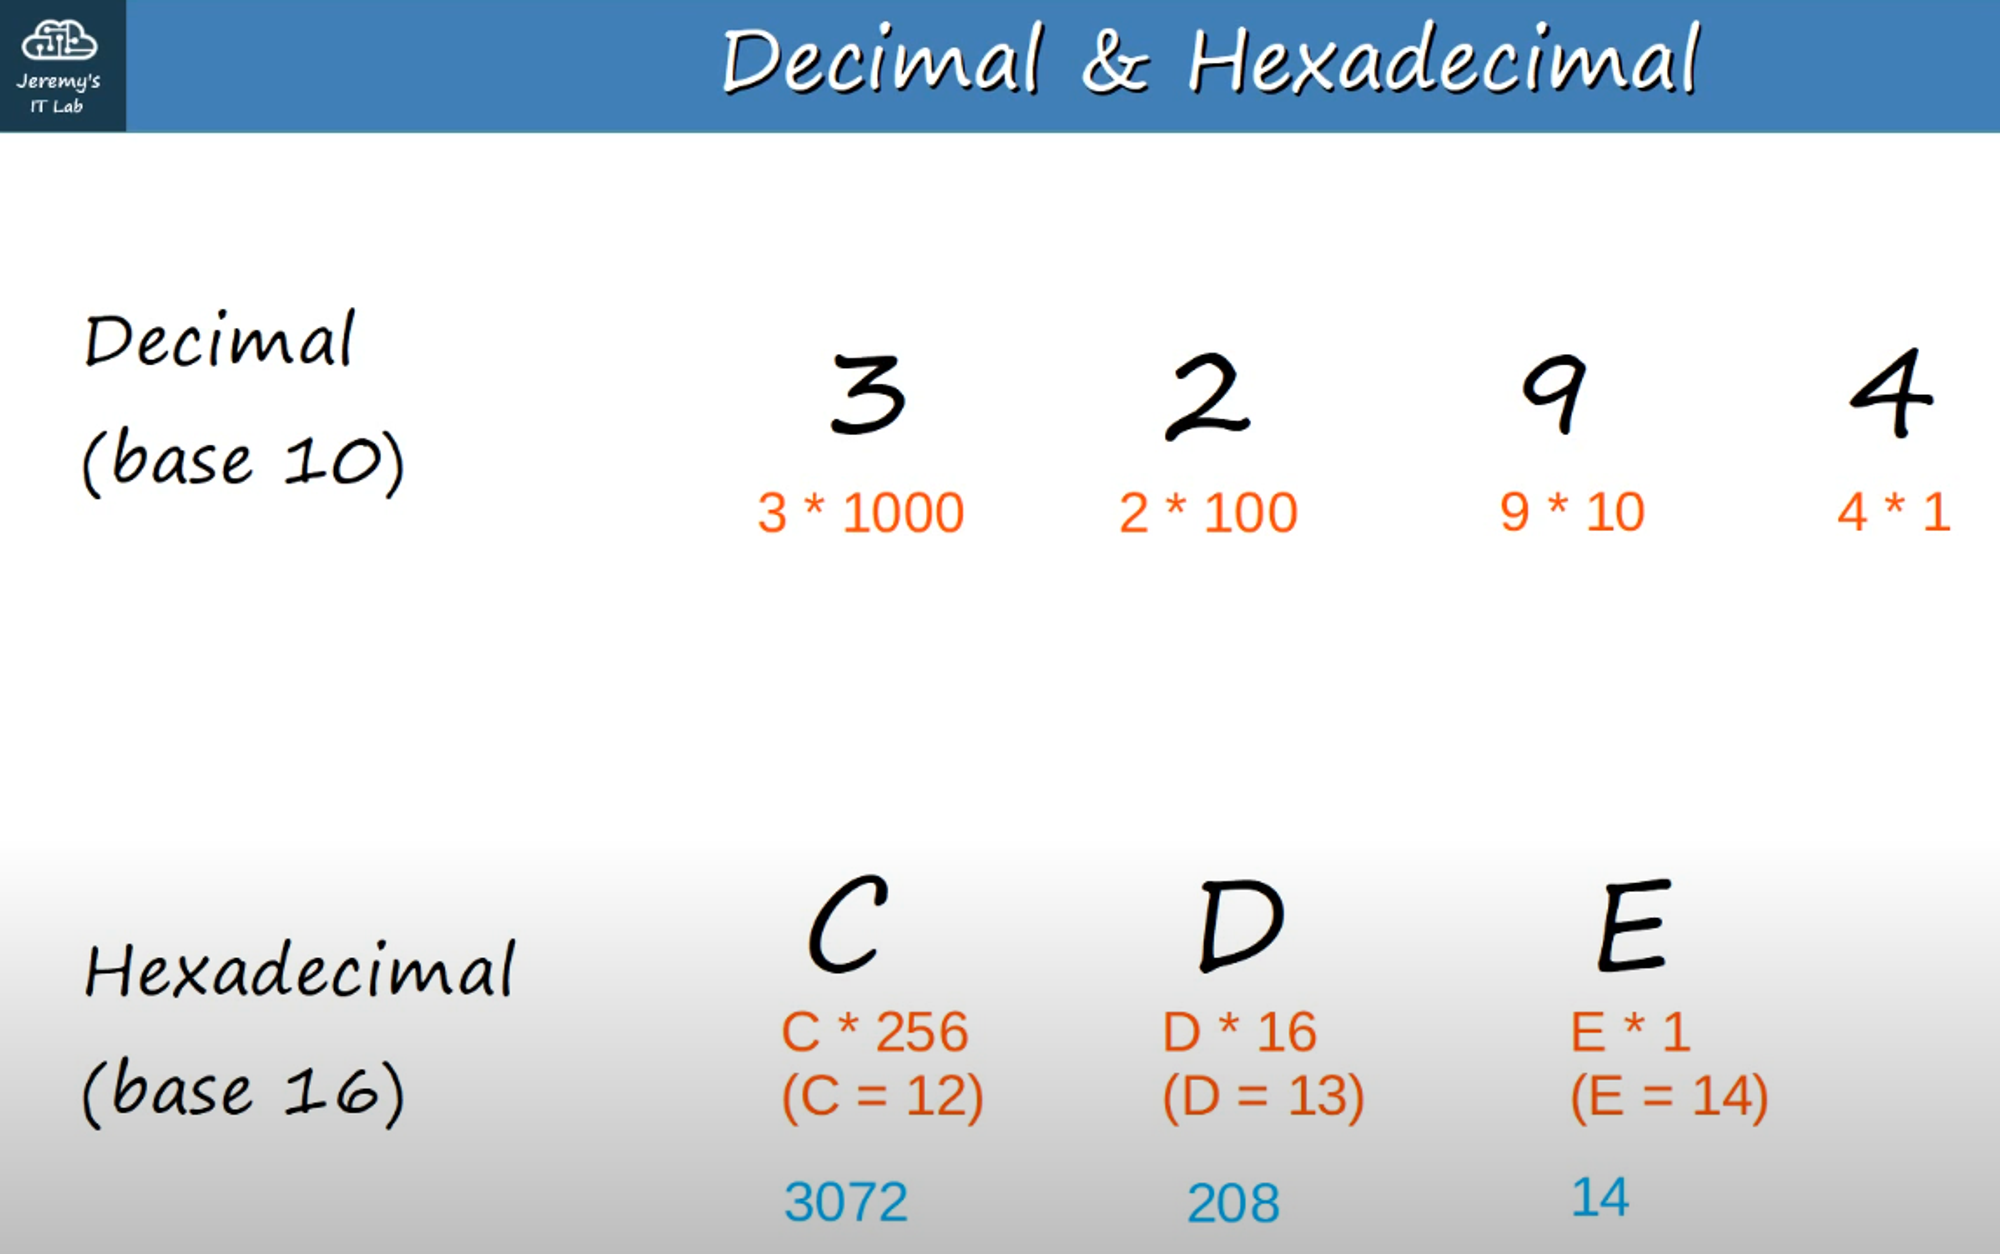 Jeremy's
IT Lab
Decimal & Hexadecimal
Decimal
(base 10)
3 2 9 4
3 * 1000 2 * 100 9 * 10 4 * 1
Hexadecimal
(base 16)
C D E
C * 256 D * 16 E * 1
(C = 12) (D = 13) (E = 14)
3072 208 14